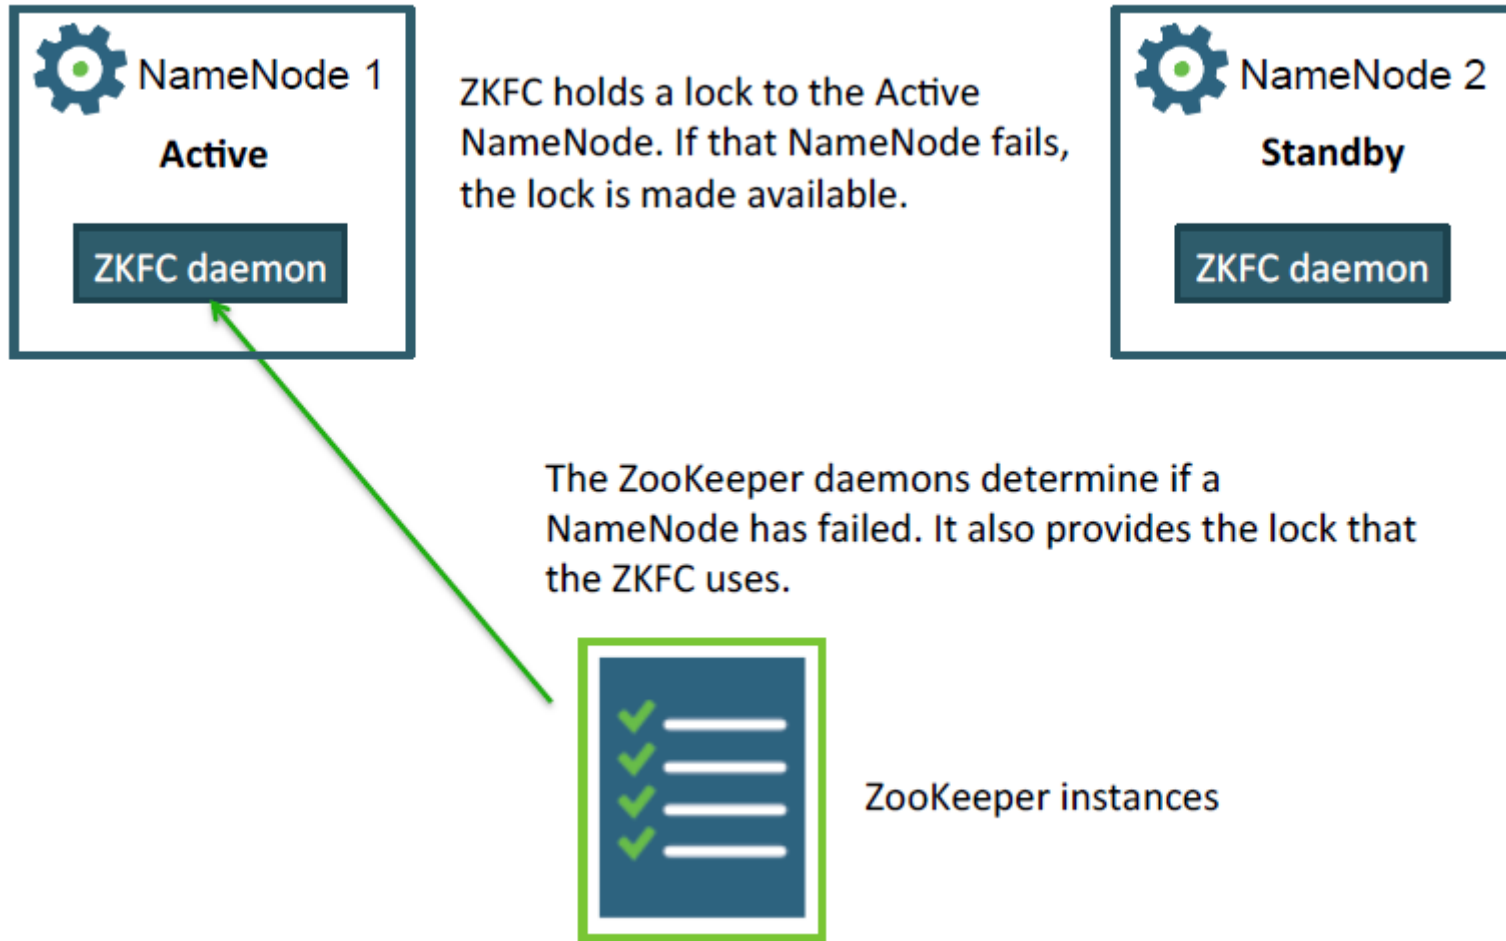 NameNode 1
Active
ZKFC daemon
ZKFC holds a lock to the Active
NameNode. If that NameNode fails,
the lock is made available.
NameNode 2
Standby
ZKFC daemon
The ZooKeeper daemons determine if a
NameNode has failed. It also provides the lock that
the ZKFC uses.
ZooKeeper instances